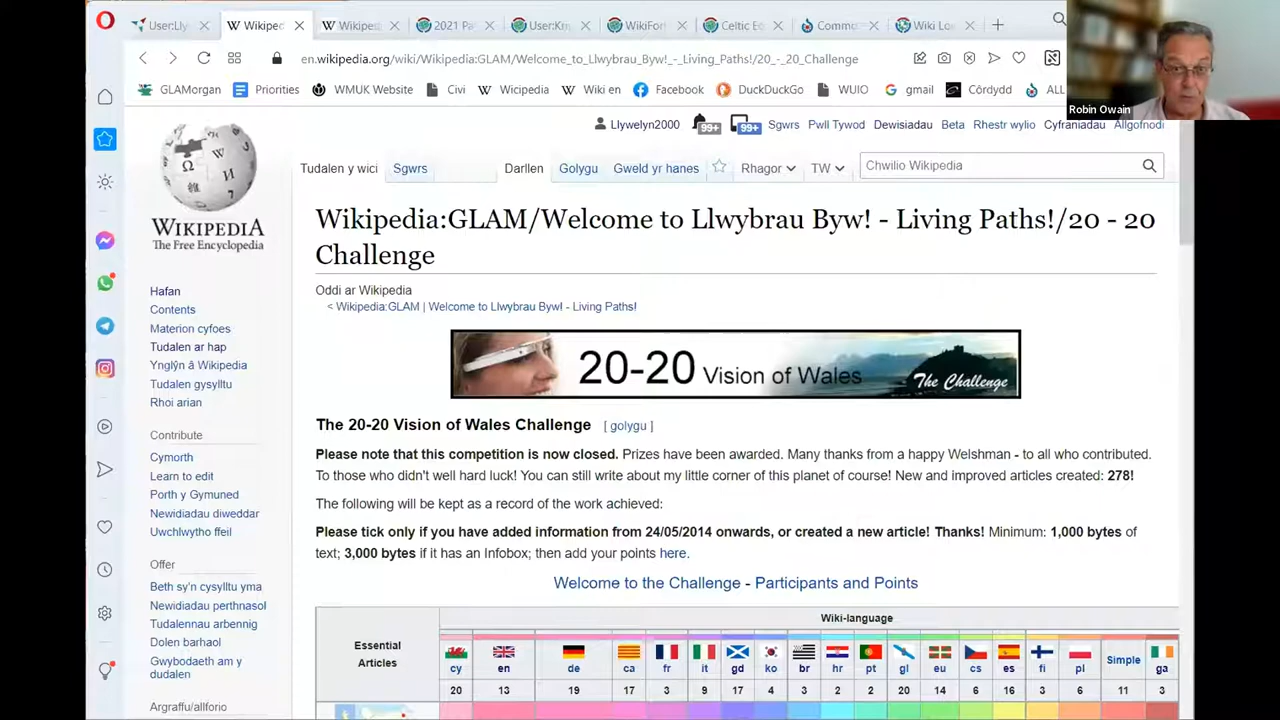 User:Lly
Wikipec
Wikipec
2021 Pa
User:Kny
WikiFor
Celtic Ec
Commo
Wiki Lo
en.wikipedia.org/wiki/Wikipedia:GLAM/Welcome_to_Llwybrau_Byw!_-_Living_Paths!/20_-_20_Challenge
GLAMorgan Priorities WMUK Website Civi Wicipedia Wiki en Facebook DuckDuckGo WUIO gmail Córdydd ALL
Robin Owain
Llywelyn2000 99+ 99+ Sgwrs Pwll Tywod Dewisiadau Beta Rhestr wylio Cyfraniadau Allgofnodi
Tudalen y wici Sgwrs Darllen Golygu Gweld yr hanes Rhagor TW Chwilio Wikipedia
WIKIPEDIA
The Free Encyclopedia
Hafan
Contents
Materion cyfoes
Tudalen ar hap
Ynglŷn â Wikipedia
Tudalen gysylltu
Rhoi arian
Contribute
Cymorth
Learn to edit
Porth y Gymuned
Newidiadau diweddar
Uwchlwytho ffeil
Offer
Beth sy'n cysylltu yma
Newidiadau perthnasol
Tudalennau arbennig
Dolen barhaol
Gwybodaeth am y
dudalen
Argraffu/allforio
Wikipedia:GLAM/Welcome to Llwybrau Byw! - Living Paths!/20 - 20
Challenge
Oddi ar Wikipedia
< Wikipedia:GLAM | Welcome to Llwybrau Byw! - Living Paths!
20-20 Vision of Wales The Challenge
The 20-20 Vision of Wales Challenge [ golygu ]
Please note that this competition is now closed. Prizes have been awarded. Many thanks from a happy Welshman - to all who contributed.
To those who didn't well hard luck! You can still write about my little corner of this planet of course! New and improved articles created: 278!
The following will be kept as a record of the work achieved:
Please tick only if you have added information from 24/05/2014 onwards, or created a new article! Thanks! Minimum: 1,000 bytes of
text; 3,000 bytes if it has an Infobox; then add your points here.
Welcome to the Challenge - Participants and Points
Essential
Articles
Wiki-language
cy en de ca fr it gd ko br hr pt gl eu cs es fi pl Simple ga
20 13 19 17 3 9 17 4 3 2 2 20 14 6 16 3 6 11 3